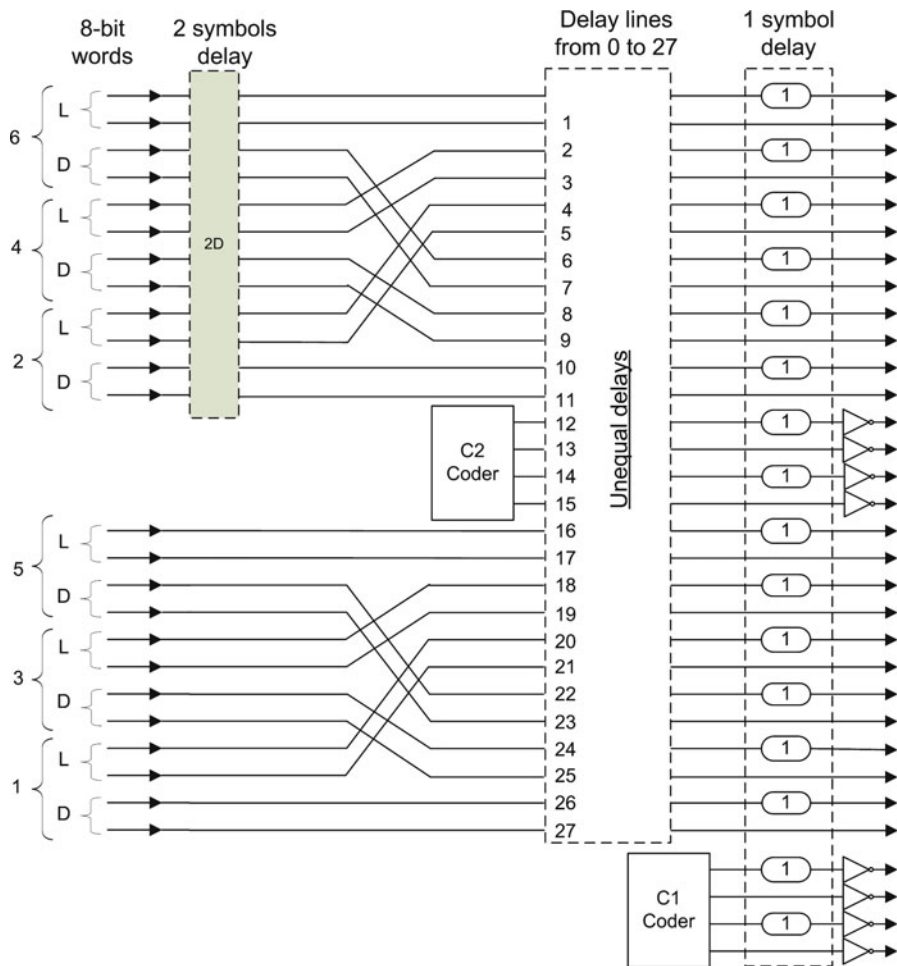 8-bit words
2 symbols delay
Delay lines from 0 to 27
1 symbol delay
6
L
D
4
L
D
2
L
D
2D
5
L
D
3
L
D
1
L
D
C2 Coder
1
2
3
4
5
6
7
8
9
10
11
12
13
14
15
16
17
18
19
20
21
22
23
24
25
26
27
Unequal delays
1
1
1
1
1
1
1
1
1
1
1
1
1
1
C1 Coder
1
1